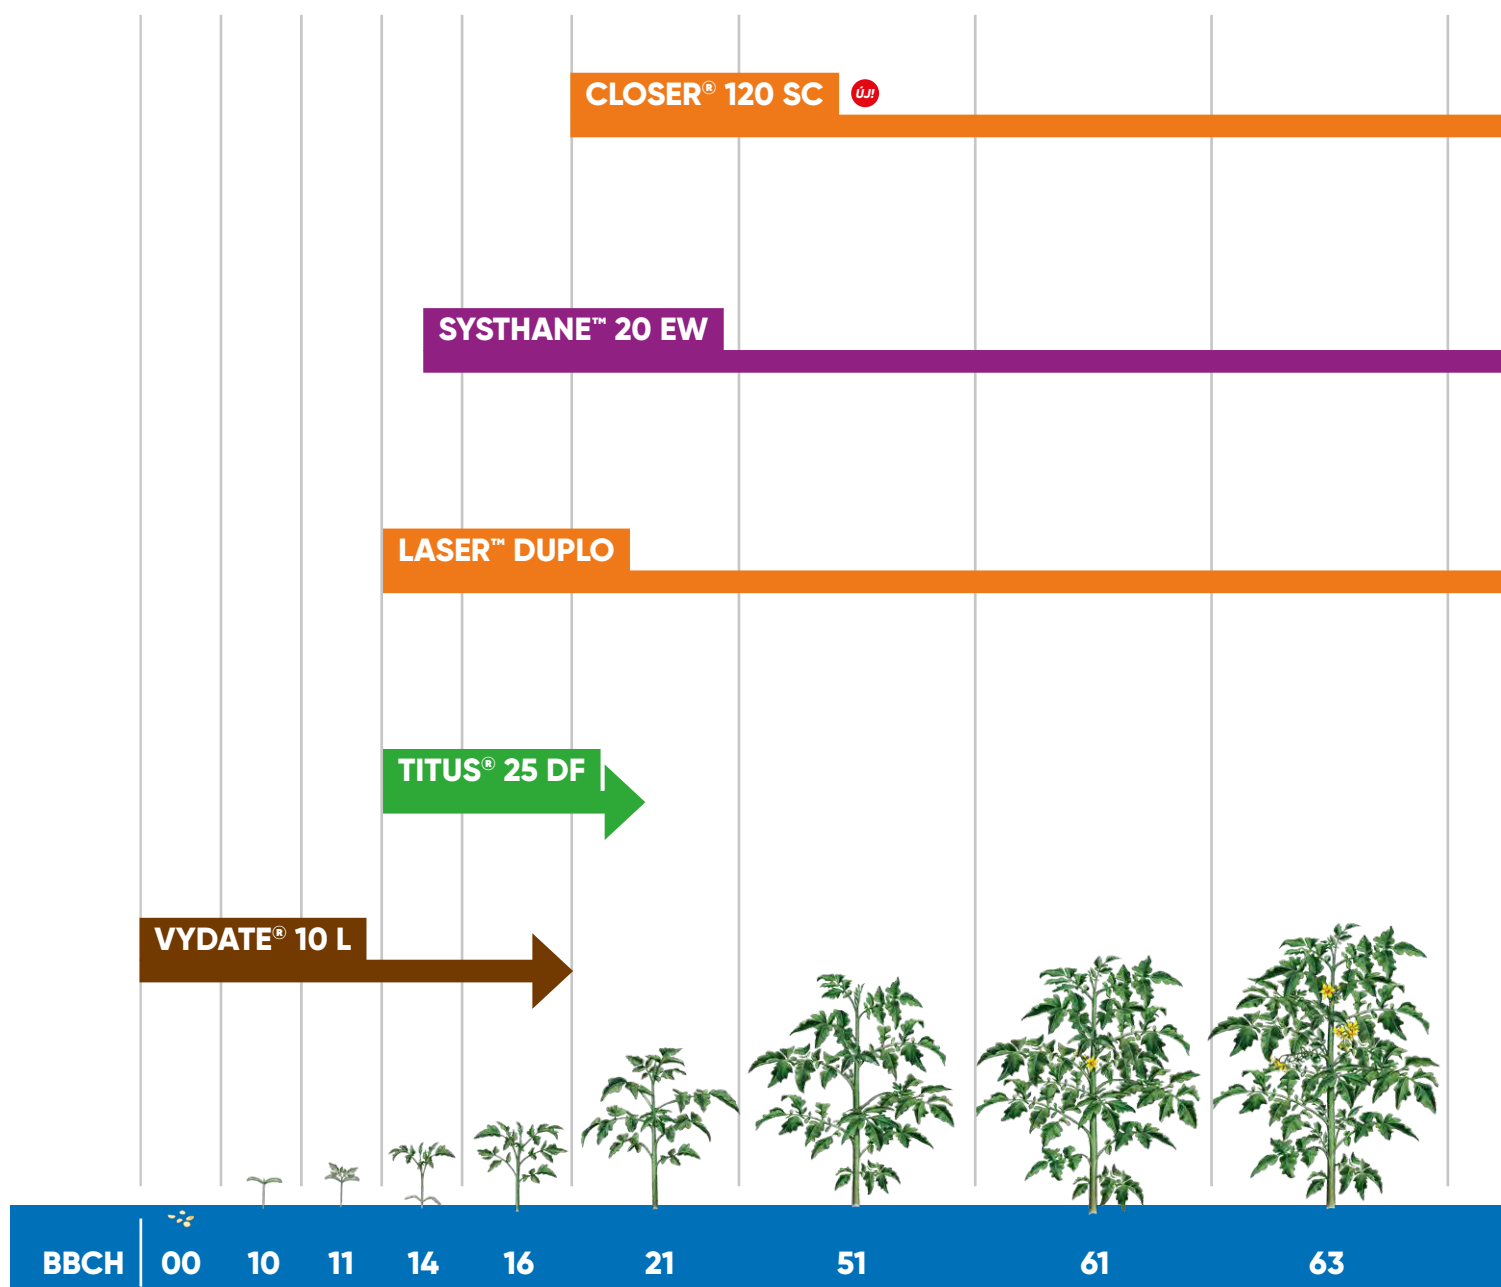 CLOSER® 120 SC ÚJ!
SYSTHANE™ 20 EW
LASER™ DUPLO
TITUS® 25 DF
VYDATE® 10 L
BBCH 00 10 11 14 16 21 51 61 63